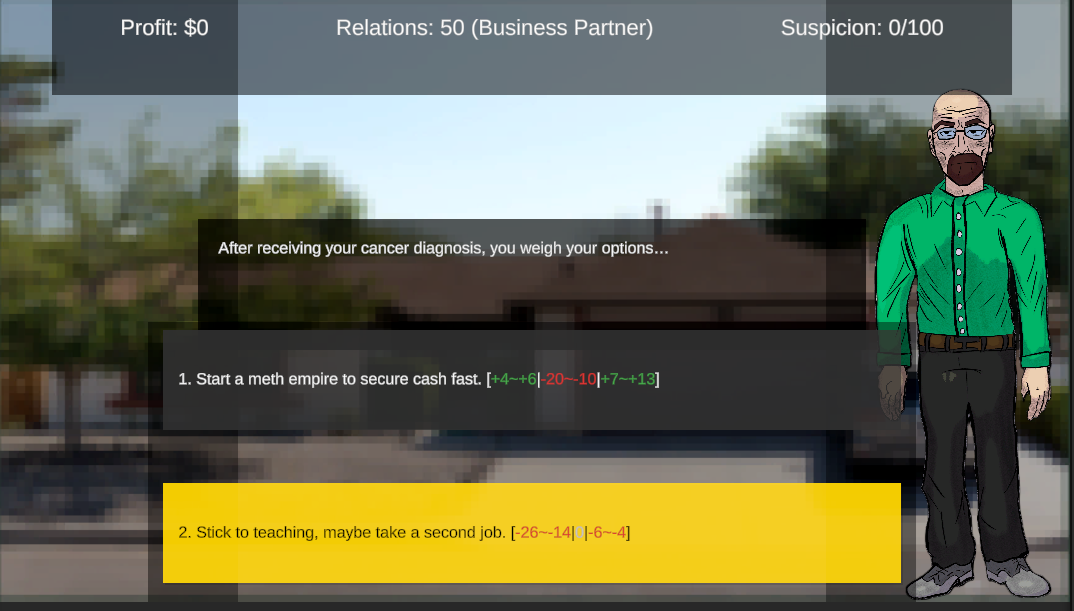 Profit: $0 Relations: 50 (Business Partner) Suspicion: 0/100
After receiving your cancer diagnosis, you weigh your options…
1. Start a meth empire to secure cash fast. [+4~+6|-20~-10|+7~+13]
2. Stick to teaching, maybe take a second job. [-26~-14|0|-6~-4]